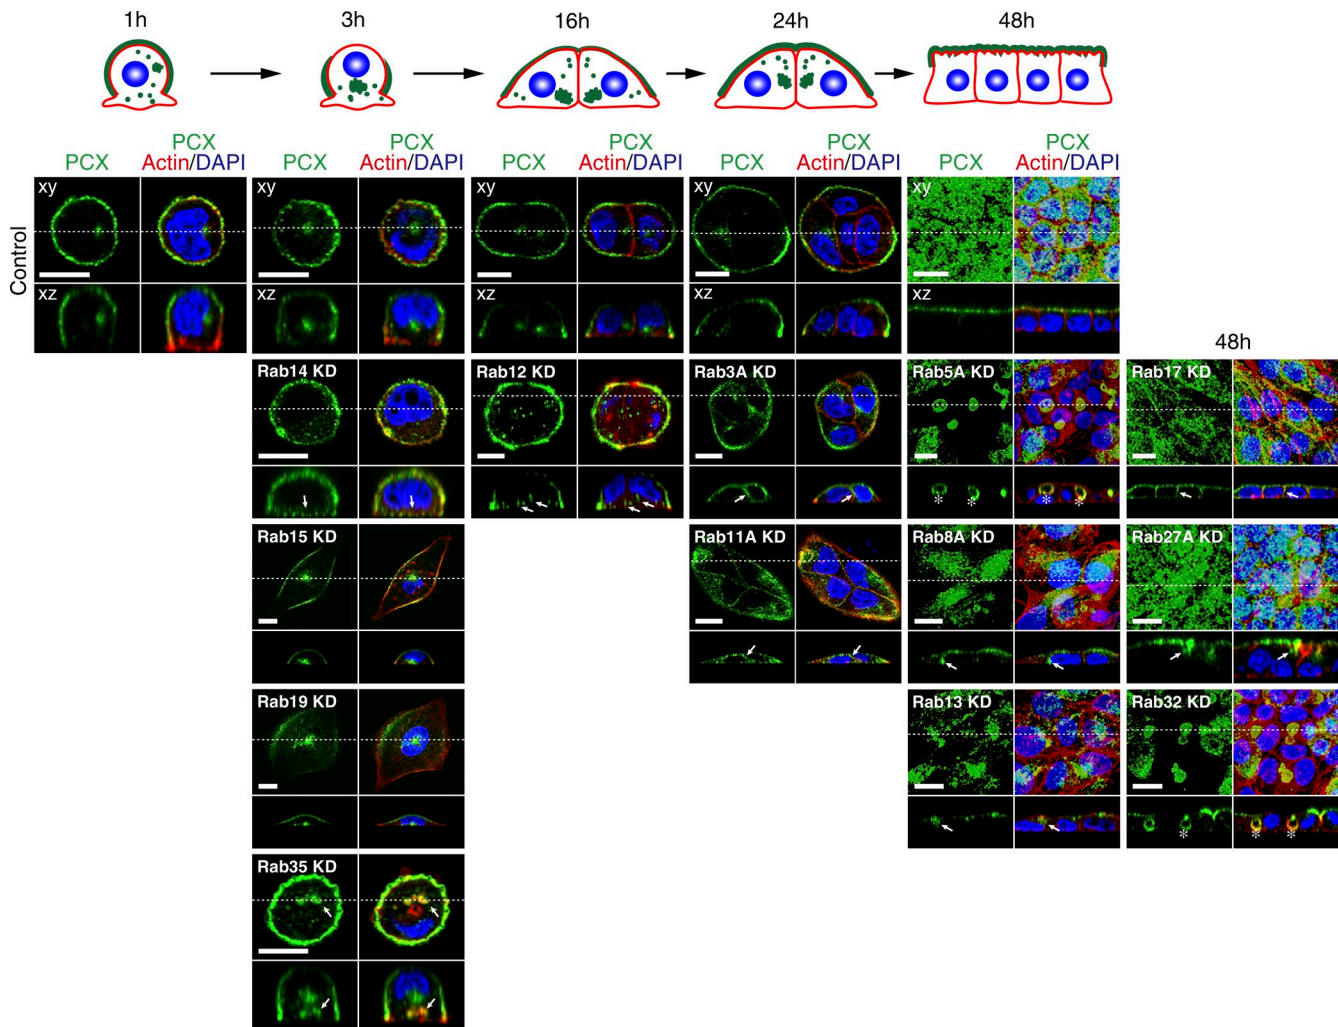 1h
3h
16h
24h
48h
PCX
PCX
Actin/DAPI
PCX
PCX
Actin/DAPI
PCX
PCX
Actin/DAPI
PCX
PCX
Actin/DAPI
PCX
PCX
Actin/DAPI
Control
xy
xy
xy
xy
xy
xz
xz
xz
xz
xz
48h
Rab14 KD
Rab12 KD
Rab3A KD
Rab5A KD
Rab17 KD
* *
* *
Rab15 KD
Rab11A KD
Rab8A KD
Rab27A KD
Rab19 KD
Rab13 KD
Rab32 KD
*
* *
Rab35 KD